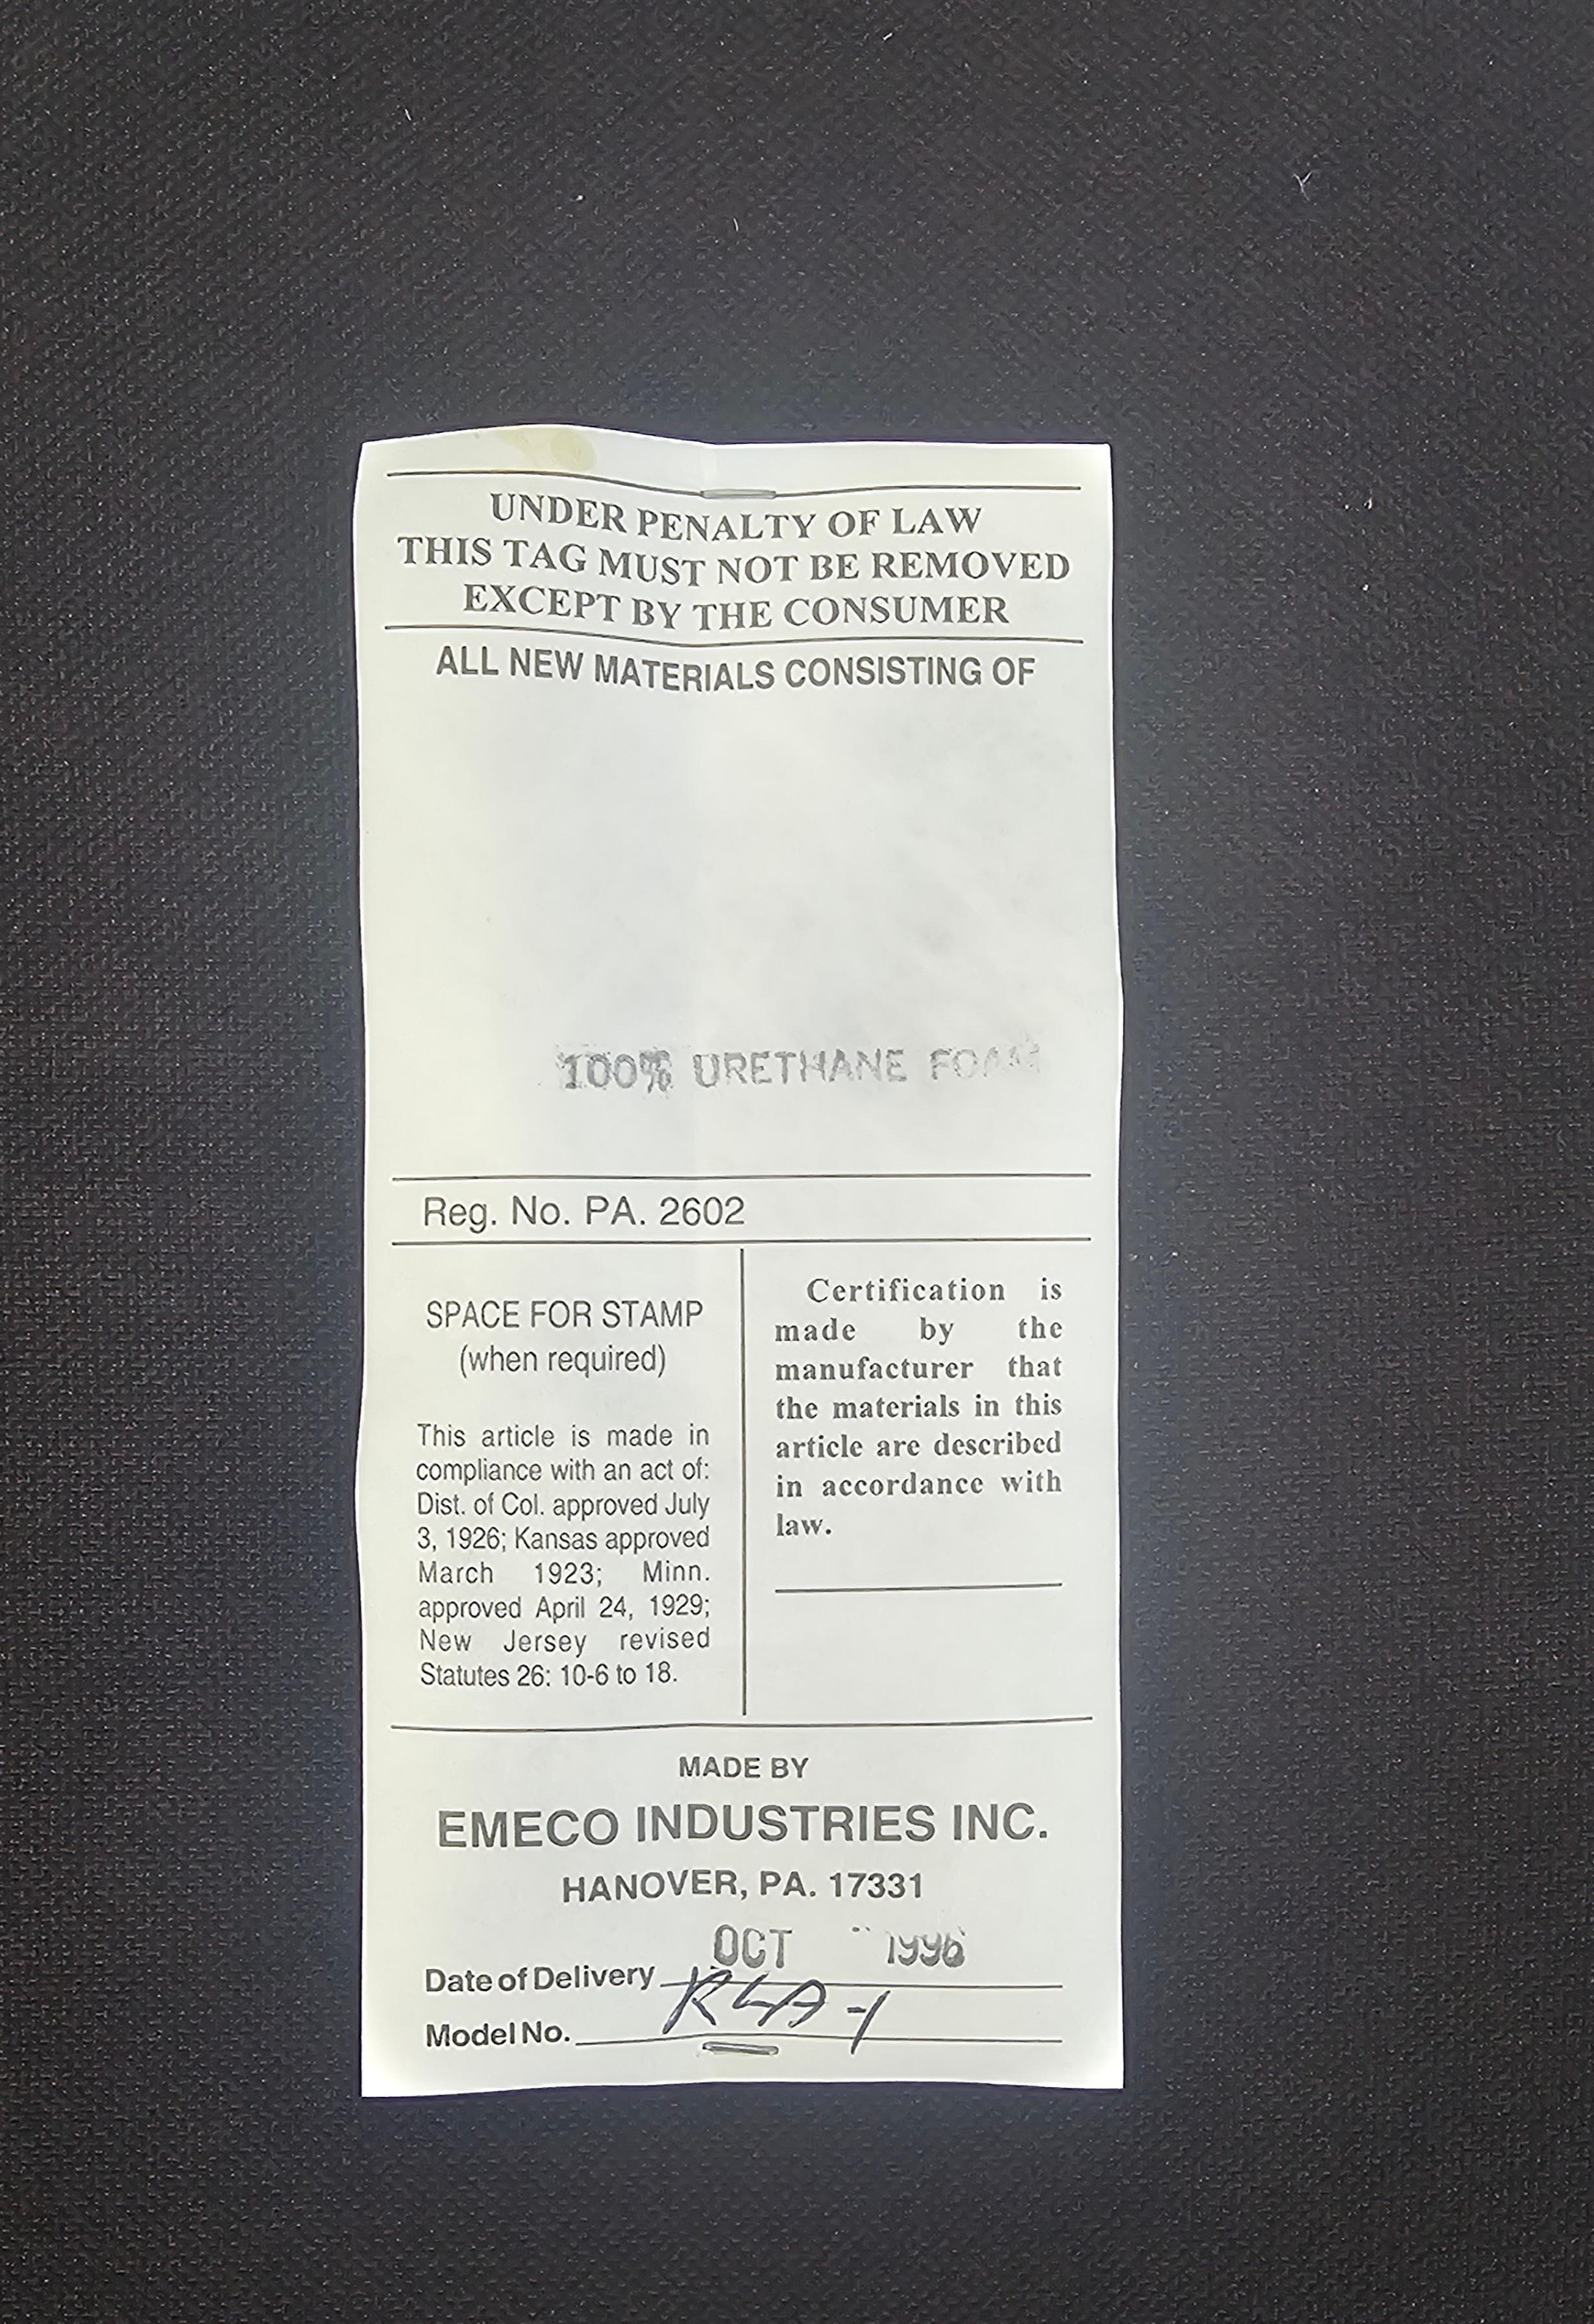 UNDER PENALTY OF LAW
THIS TAG MUST NOT BE REMOVED
EXCEPT BY THE CONSUMER
ALL NEW MATERIALS CONSISTING OF
100% URETHANE FOAM
Reg. No. PA. 2602
SPACE FOR STAMP
(when required)
This article is made in
compliance with an act of:
Dist. of Col. approved July
3, 1926; Kansas approved
March 1923; Minn.
approved April 24, 1929;
New Jersey revised
Statutes 26: 10-6 to 18.
Certification is
made by the
manufacturer that
the materials in this
article are described
in accordance with
law.
MADE BY
EMECO INDUSTRIES INC.
HANOVER, PA. 17331
OCT 1996
Date of Delivery
Model No.